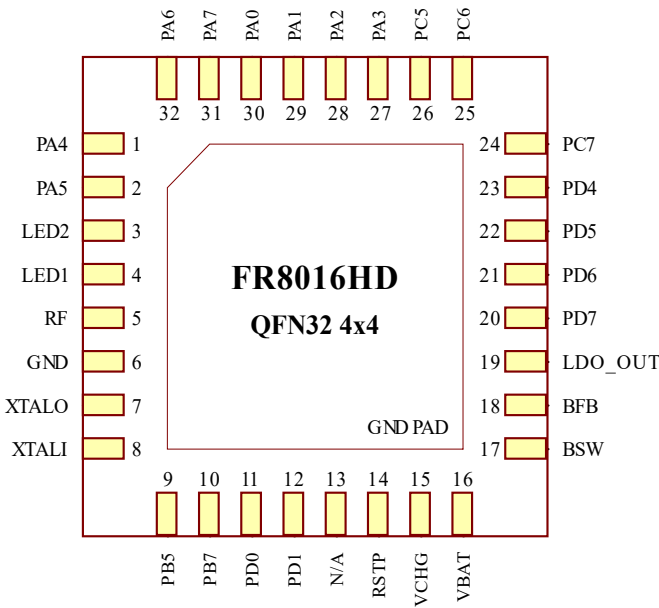 PA6 PA7 PA0 PA1 PA2 PA3 PC5 PC6
32 31 30 29 28 27 26 25
PA4 1 24 PC7
PA5 2 23 PD4
LED2 3 22 PD5
LED1 4 21 PD6
RF 5 20 PD7
GND 6 19 LDO_OUT
XTALO 7 18 BFB
XTALI 8 17 BSW
FR8016HD
QFN32 4x4
GND PAD
9 10 11 12 13 14 15 16
PB5 PB7 PD0 PD1 N/A RSTP VCHG VBAT